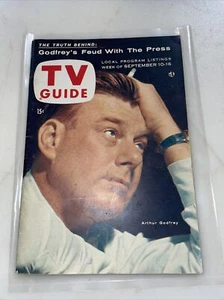 THE TRUTH BEHIND:
Godfrey's Feud With The Press
LOCAL PROGRAM LISTINGS
WEEK OF SEPTEMBER 10-16
TV
GUIDE
15¢
Arthur Godfrey